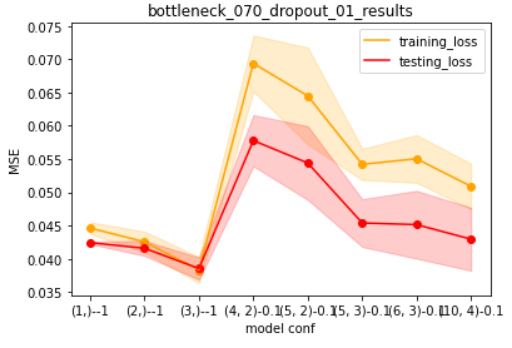 bottleneck_070_dropout_01_results
0.075
0.070
0.065
0.060
0.055
0.050
0.045
0.040
0.035
MSE
training_loss
testing_loss
(1,)--1 (2,)--1 (3,)--1 (4, 2)-0.1 (5, 2)-0.1 (5, 3)-0.1 (6, 3)-0.1 (10, 4)-0.1
model conf